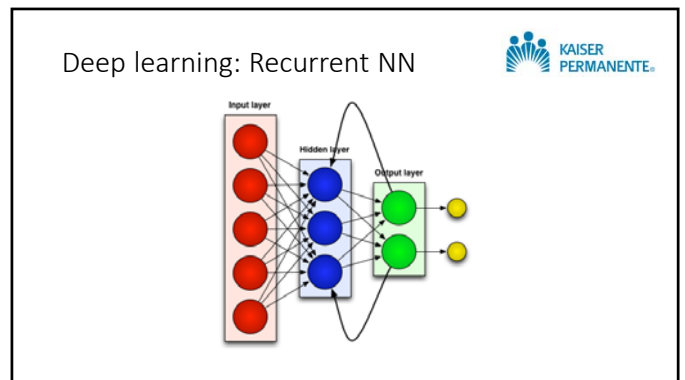 Deep learning: Recurrent NN
KAISER
PERMANENTE®
Input layer
Hidden layer
Output layer